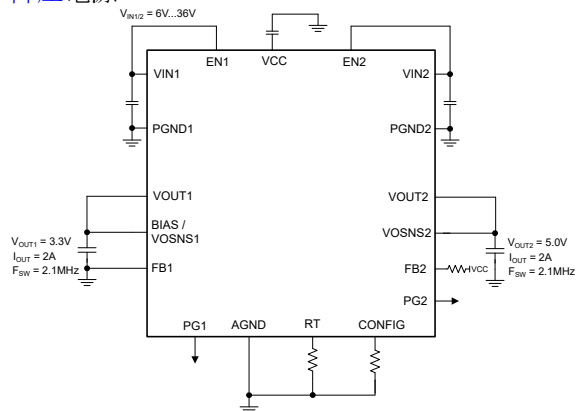 V_IN1/2 = 6V...36V
EN1
VCC
EN2
VIN1
VIN2
PGND1
PGND2
VOUT1
VOUT2
BIAS /
VOSNS1
VOSNS2
V_OUT1 = 3.3V
I_OUT = 2A
F_SW = 2.1MHz
V_OUT2 = 5.0V
I_OUT = 2A
F_SW = 2.1MHz
FB1
FB2
VCC
PG2
PG1
AGND
RT
CONFIG